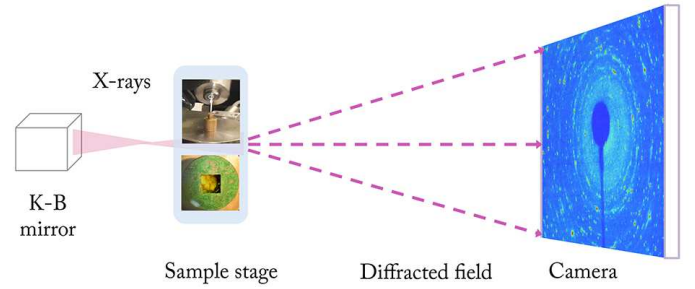 X-rays
K-B
mirror
Sample stage
Diffracted field
Camera